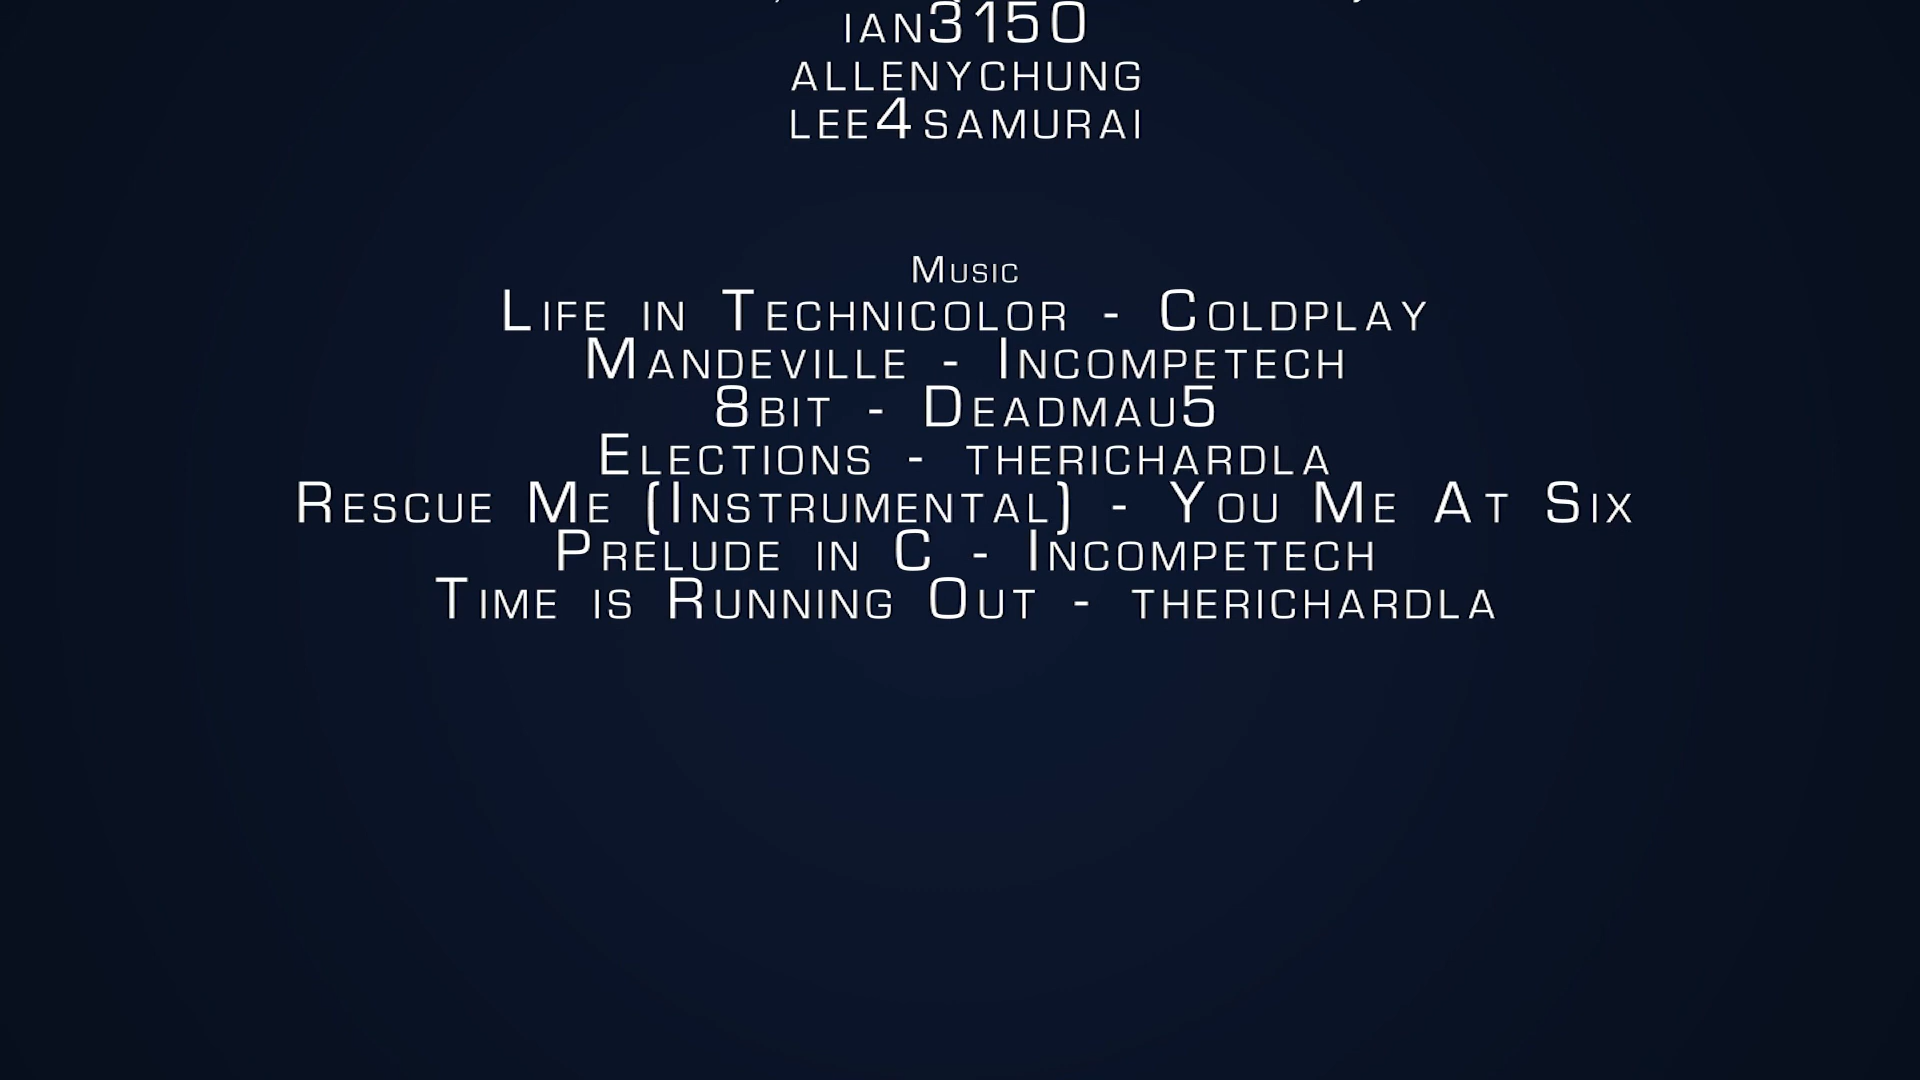 ian3150
allenychung
lee4samurai
Music
Life in Technicolor - Coldplay
Mandeville - Incompetech
8bit - Deadmau5
Elections - therichardla
Rescue Me (Instrumental) - You Me At Six
Prelude in C - Incompetech
Time is Running Out - therichardla